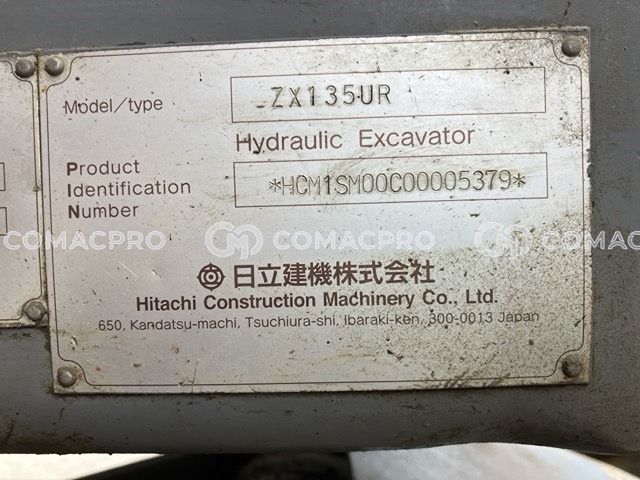 Model/type ZX135UR
Hydraulic Excavator
Product
Identification *HCM1SM00C00005379*
Number
COMACPRO COMACPRO COMACPRO
日立建機株式会社
Hitachi Construction Machinery Co., Ltd.
650, Kandatsu-machi, Tsuchiura-shi, Ibaraki-ken, 300-0013 Japan